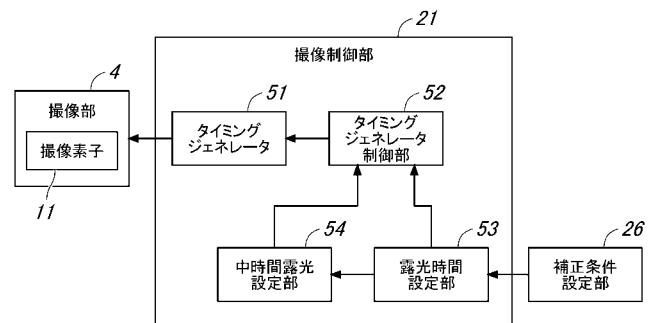 21
撮像制御部
4
撮像部
撮像素子
11
51
タイミング
ジェネレータ
52
タイミング
ジェネレータ
制御部
54
中時間露光
設定部
53
露光時間
設定部
26
補正条件
設定部